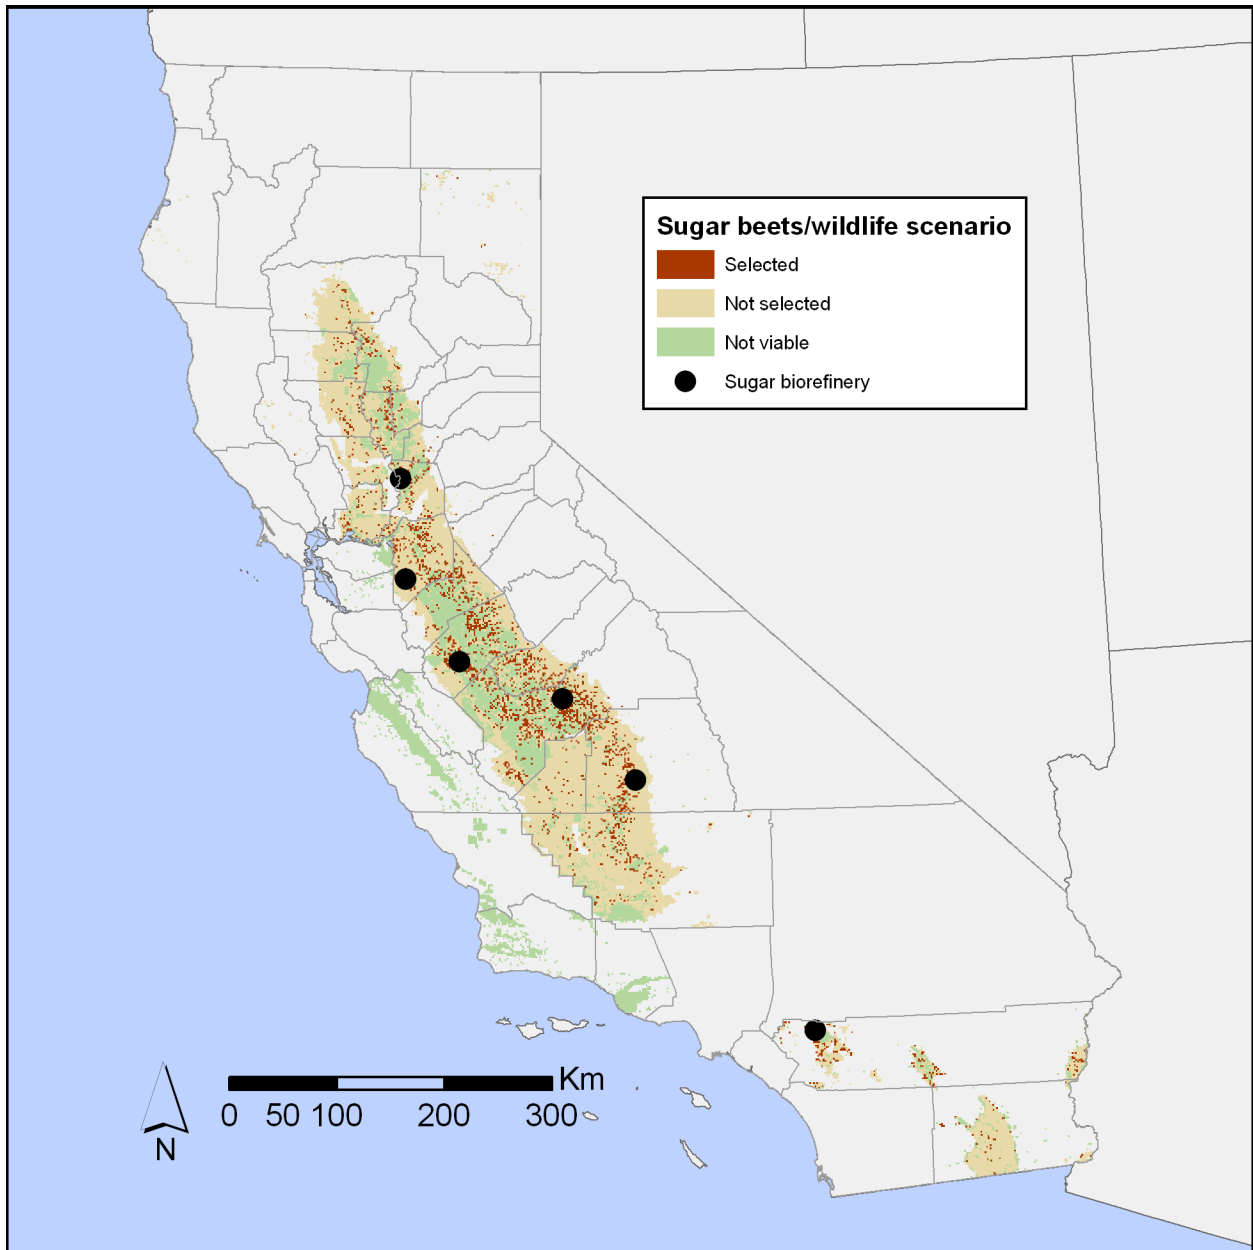 Sugar beets/wildlife scenario
Selected
Not selected
Not viable
Sugar biorefinery
Km
0 50 100 200 300
N